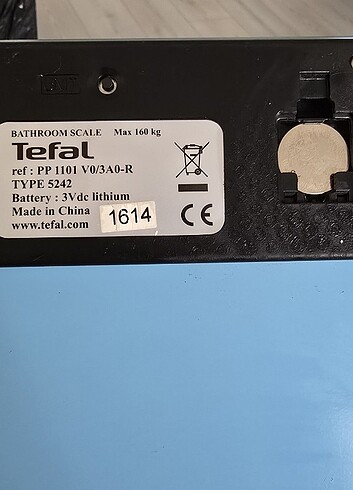 BATHROOM SCALE Max 160 kg
Tefal
ref : PP 1101 V0/3A0-R
TYPE 5242
Battery : 3Vdc lithium
Made in China 1614
www.tefal.com
CE